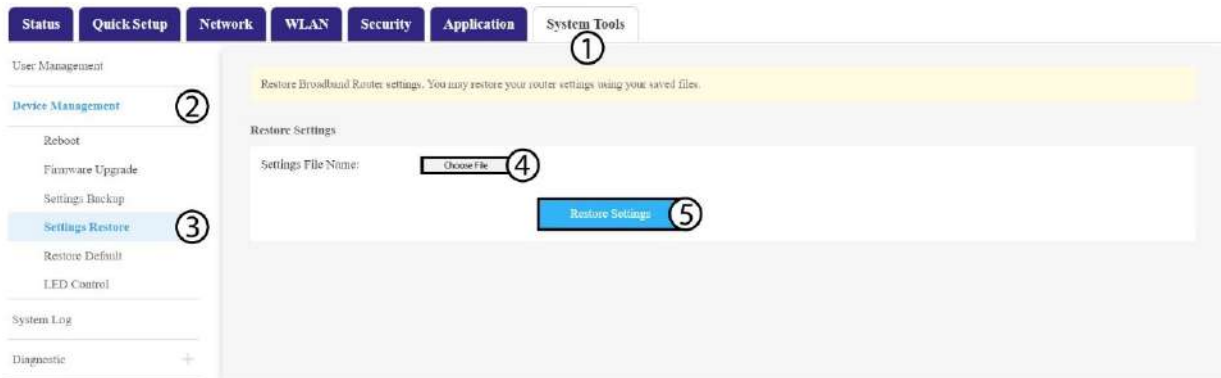 Status Quick Setup Network WLAN Security Application System Tools
①
User Management
Restore Broadband Router settings. You may restore your router settings using your saved files.
Device Management ②
Restore Settings
Reboot
Settings File Name: Choose File ④
Firmware Upgrade
Settings Backup
Restore Settings ⑤
Settings Restore ③
Restore Default
LED Control
System Log
Diagnostic +